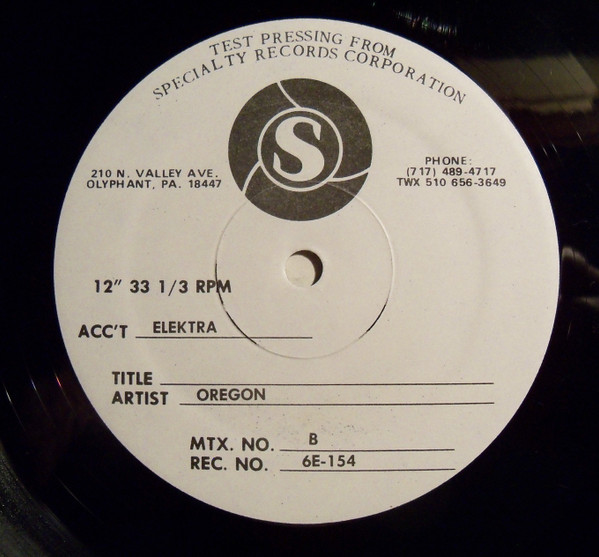 TEST PRESSING FROM
SPECIALTY RECORDS CORPORATION
S
210 N. VALLEY AVE.
OLYPHANT, PA. 18447
PHONE:
(717) 489-4717
TWX 510 656-3649
12" 33 1/3 RPM
ACC'T ELEKTRA
TITLE
ARTIST OREGON
MTX. NO. B
REC. NO. 6E-154